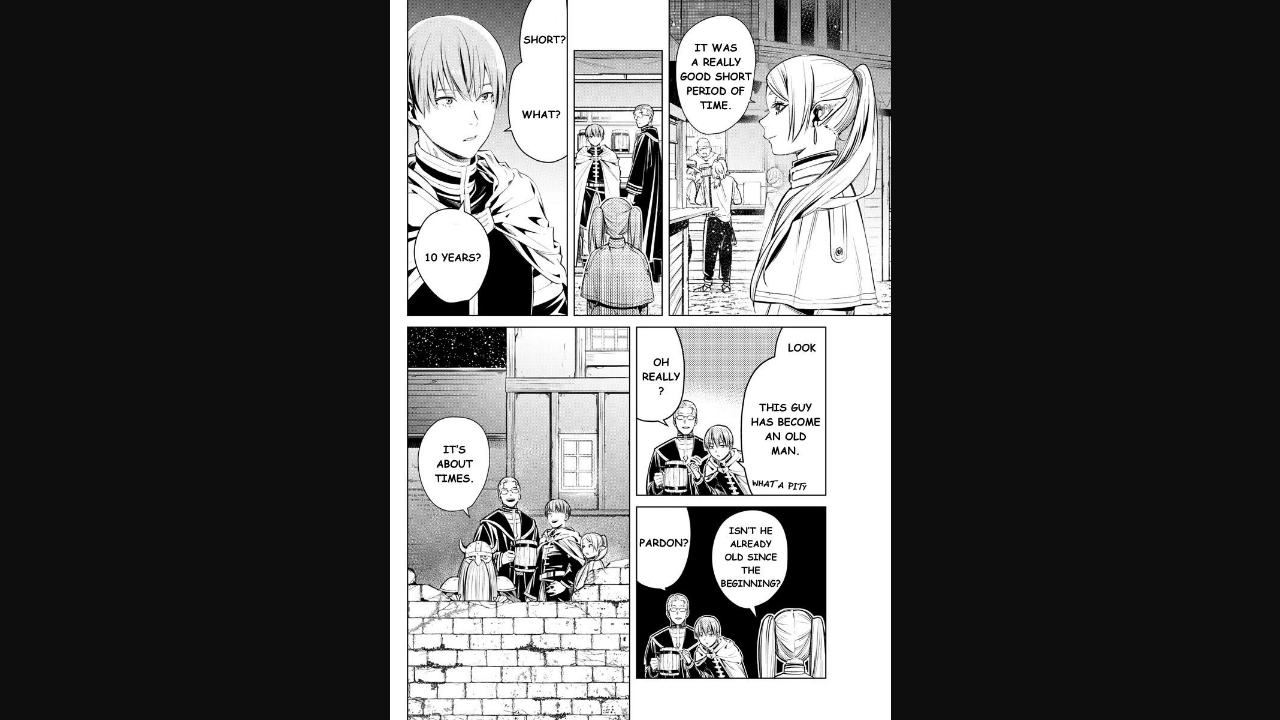 IT WAS
A REALLY
GOOD SHORT
PERIOD OF
TIME.
SHORT?
WHAT?
10 YEARS?
LOOK
THIS GUY
HAS BECOME
AN OLD
MAN.
WHAT A PITY
OH
REALLY
?
ISN'T HE
ALREADY
OLD SINCE
THE
BEGINNING?
PARDON?
IT'S
ABOUT
TIMES.